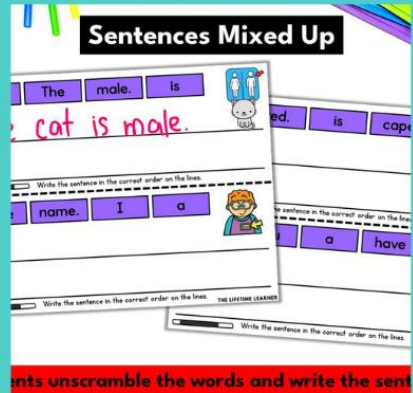 Sentences Mixed Up
The male. is
cat is male.
Write the sentence in the correct order on the lines.
name. I a
Write the sentence in the correct order on the lines.
THE LIFETIME LEARNER
is cape
sentence in the correct order on the lines
a have
Write the sentence in the correct order on the lines.
unscramble the words and write the